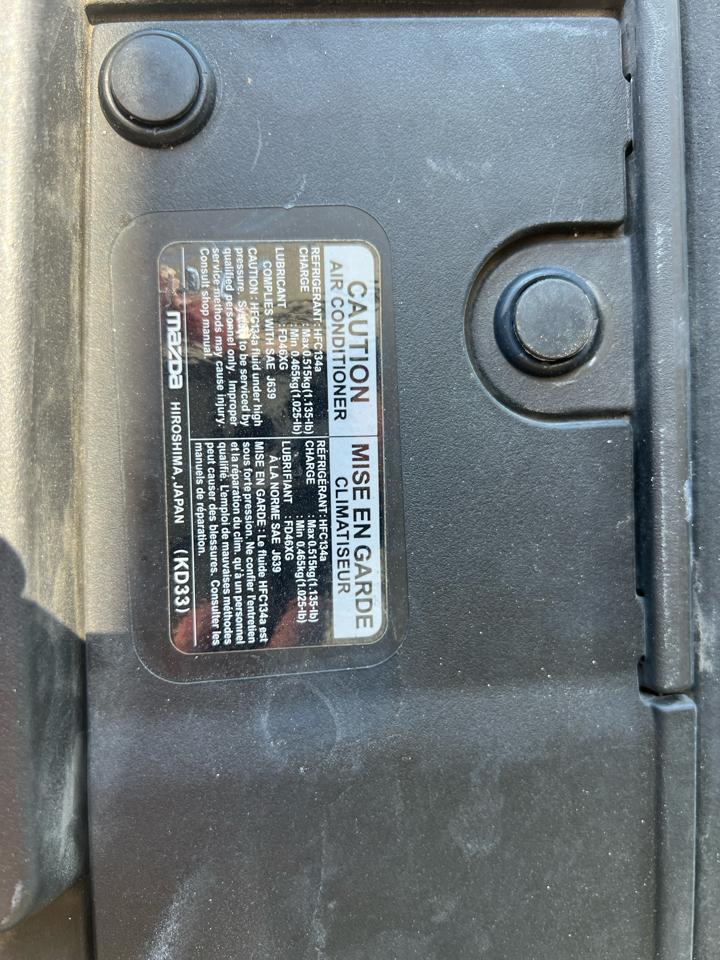 CAUTION
AIR CONDITIONER
REFRIGERANT : HFC134a
CHARGE : Max 0.515kg(1.135-lb)
: Min 0.465kg(1.025-lb)
LUBRICANT : FD46XG
COMPLIES WITH SAE J639
CAUTION : HFC134a fluid under high
pressure. System to be serviced by
qualified personnel only. Improper
service methods may cause injury.
Consult shop manual.
MISE EN GARDE
CLIMATISEUR
RÉFRIGÉRANT : HFC134a
CHARGE : Max 0.515kg(1.135-lb)
: Min 0.465kg(1.025-lb)
LUBRIFIANT : FD46XG
À LA NORME SAE J639
MISE EN GARDE : Le fluide HFC134a est
sous forte pression. Ne confier l'entretien
et la réparation du clim. qu'à un personnel
qualifié. L'emploi de mauvaises méthodes
peut causer des blessures. Consulter les
manuels de réparation.
mazda HIROSHIMA, JAPAN (KD33)